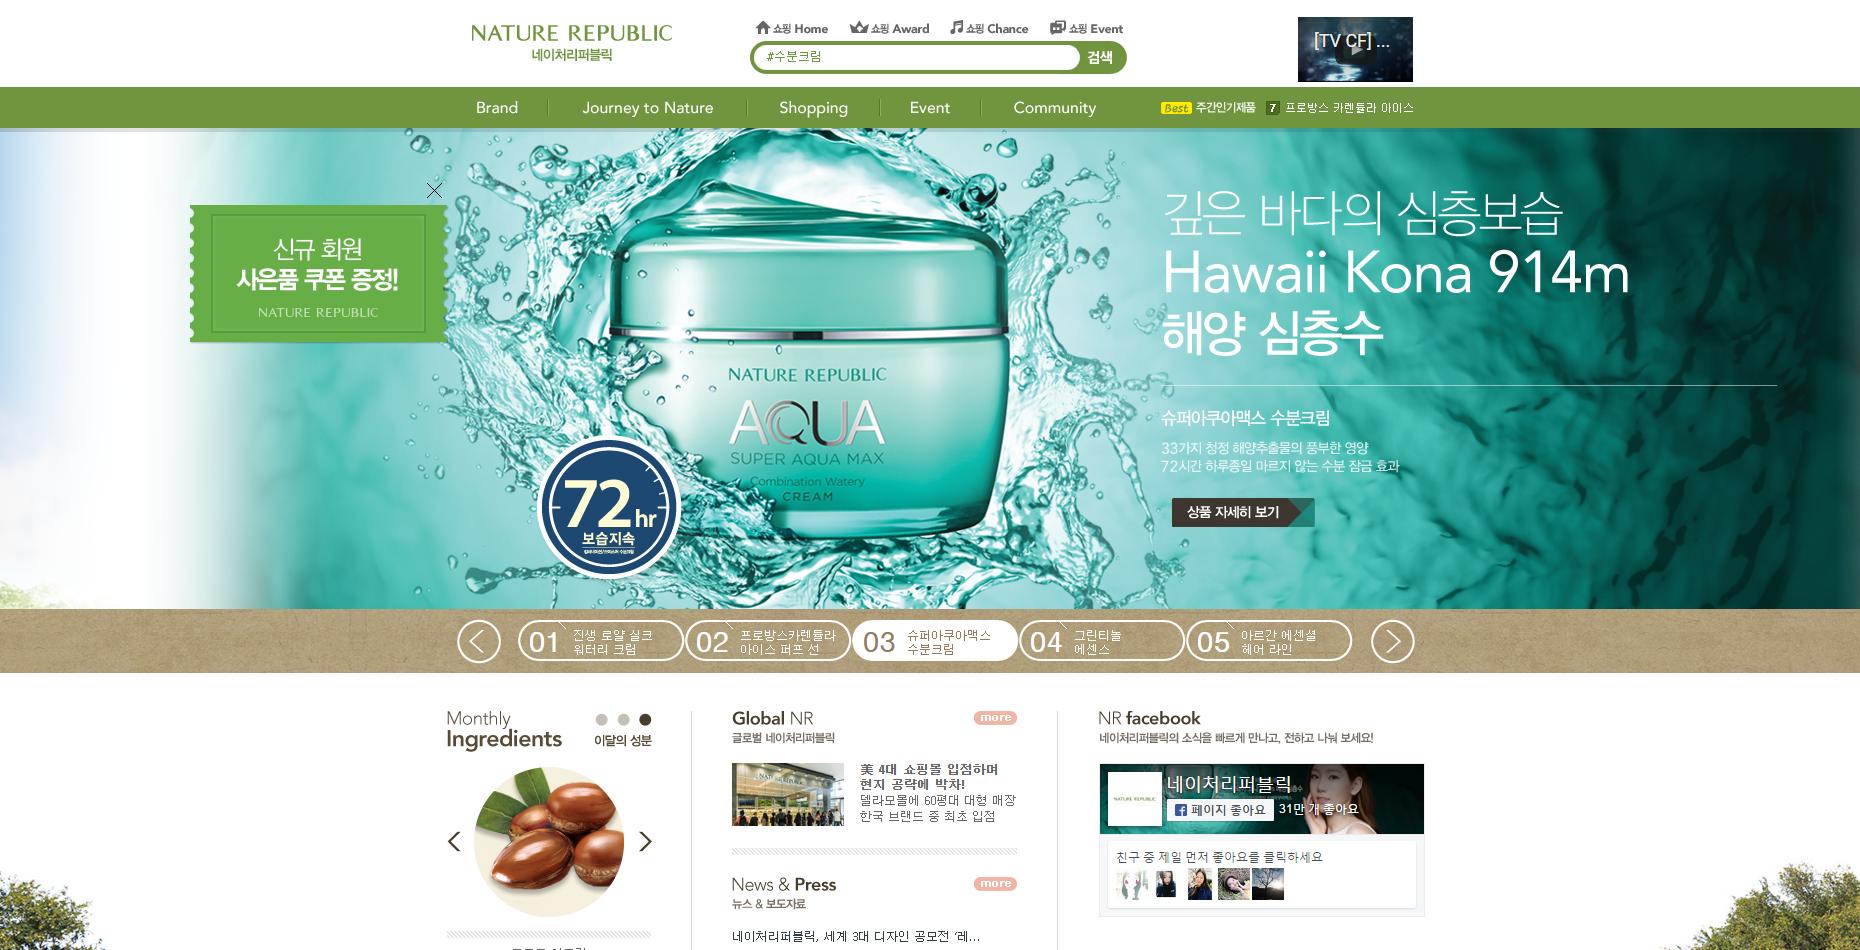 NATURE REPUBLIC
네이처리퍼블릭
쇼핑 Home
쇼핑 Award
쇼핑 Chance
쇼핑 Event
#수분크림
검색
[TV CF] ...
Brand
Journey to Nature
Shopping
Event
Community
Best 주간인기제품
7 프로방스 카렌듈라 아이스
신규 회원
사은품 쿠폰 증정!
NATURE REPUBLIC
NATURE REPUBLIC
AQUA
SUPER AQUA MAX
Combination Watery
CREAM
72hr
보습지속
깊은 바다의 심층보습
Hawaii Kona 914m
해양 심층수
슈퍼아쿠아맥스 수분크림
33가지 청정 해양추출물의 풍부한 영양
72시간 하루종일 마르지 않는 수분 잠금 효과
상품 자세히 보기
01 진생 로얄 실크
워터리 크림
02 프로방스카렌듈라
아이스 퍼프 선
03 슈퍼아쿠아맥스
수분크림
04 그린티놀
에센스
05 아르간 에센셜
헤어 라인
Monthly
Ingredients
이달의 성분
Global NR
more
글로벌 네이처리퍼블릭
NATURE REPUBLIC
美 4대 쇼핑몰 입점하며
현지 공략에 박차!
델라모몰에 60평대 대형 매장
한국 브랜드 중 최초 입점
News & Press
more
뉴스 & 보도자료
네이처리퍼블릭, 세계 3대 디자인 공모전 ‘레...
NR facebook
네이처리퍼블릭의 소식을 빠르게 만나고, 전하고 나눠 보세요!
NATURE REPUBLIC
네이처리퍼블릭
페이지 좋아요
31만 개 좋아요
친구 중 제일 먼저 좋아요를 클릭하세요